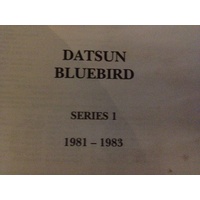 DATSUN
BLUEBIRD
SERIES 1
1981 – 1983